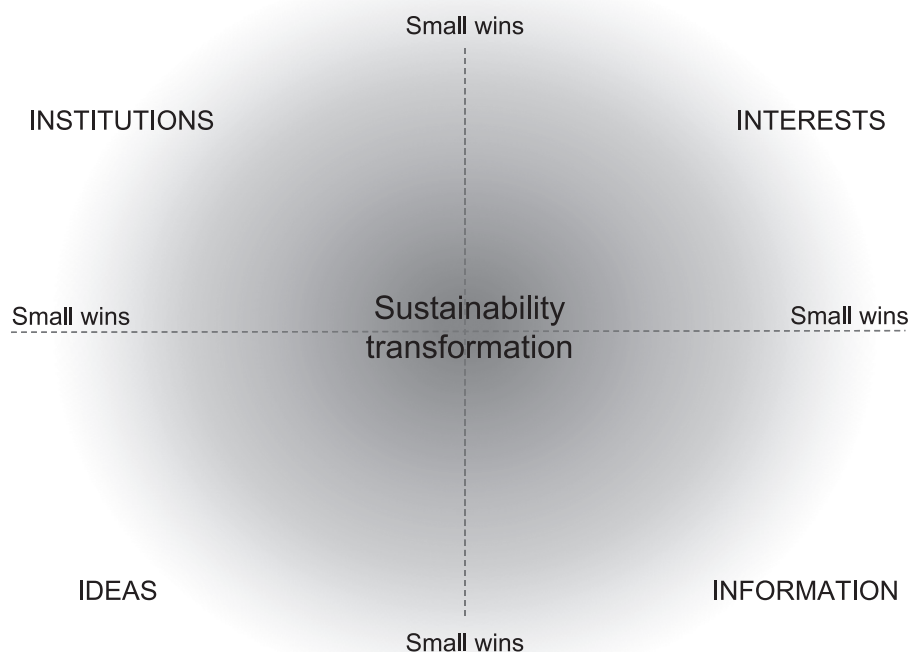 Small wins
INSTITUTIONS
INTERESTS
Small wins
Sustainability
transformation
Small wins
IDEAS
INFORMATION
Small wins